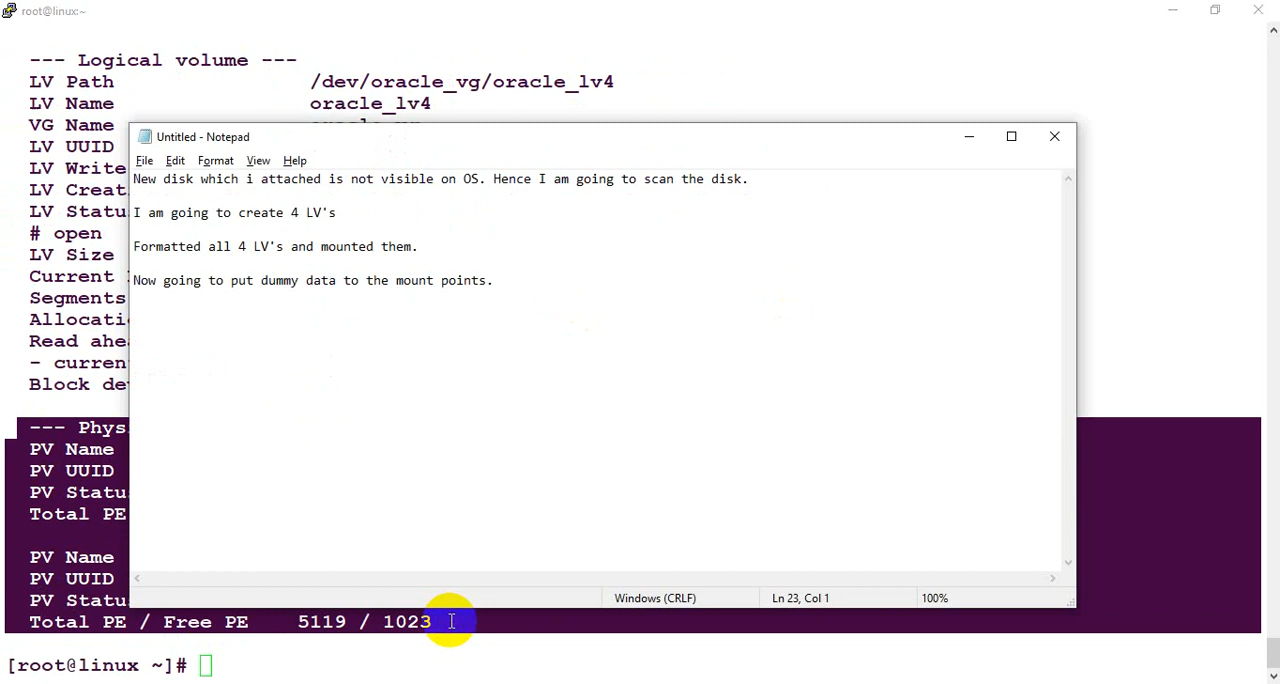 root@linux:~
--- Logical volume ---
LV Path /dev/oracle_vg/oracle_lv4
LV Name oracle_lv4
VG Name
LV UUID
LV Write
LV Creat
LV Status
# open
LV Size
Current
Segments
Allocati
Read ahe
- curren
Block de
Untitled - Notepad
File Edit Format View Help
New disk which i attached is not visible on OS. Hence I am going to scan the disk.
I am going to create 4 LV's
Formatted all 4 LV's and mounted them.
Now going to put dummy data to the mount points.
Windows (CRLF) Ln 23, Col 1 100%
--- Phys
PV Name
PV UUID
PV Status
Total PE
PV Name
PV UUID
PV Status
Total PE / Free PE 5119 / 1023
[root@linux ~]#